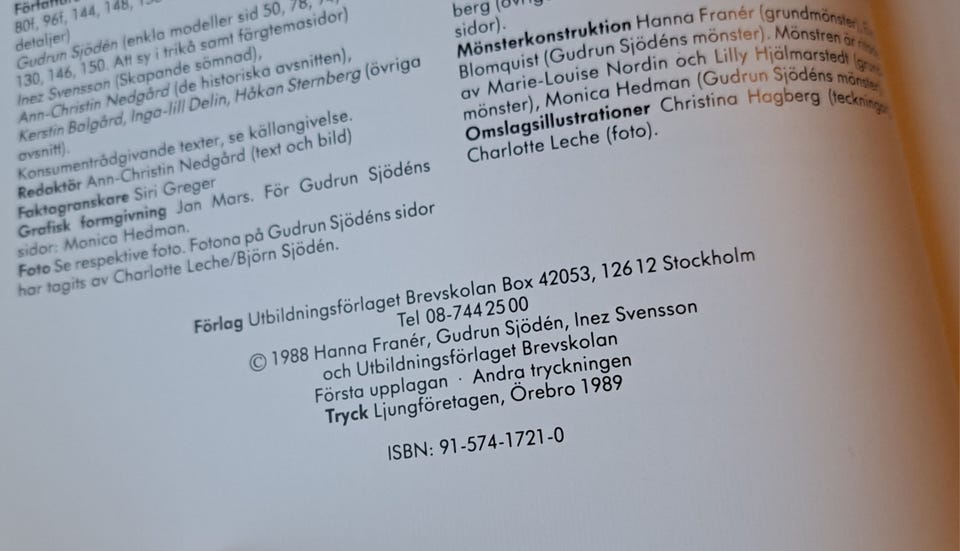 80f, 96f, 144, 148,
detaljer)
Gudrun Sjödén (enkla modeller sid 50, 78,
130, 146, 150. Att sy i trikå samt färgtemasidor)
Inez Svensson (Skapande sömnad),
Ann-Christin Nedgård (de historiska avsnitten),
Kerstin Balgård, Inga-lill Delin, Håkan Sternberg (övriga
avsnitt).
Konsumentrådgivande texter, se källangivelse.
Redaktör Ann-Christin Nedgård (text och bild)
Faktagranskare Siri Greger
Grafisk formgivning Jan Mars. För Gudrun Sjödéns
sidor: Monica Hedman.
Foto Se respektive foto. Fotona på Gudrun Sjödéns sidor
har tagits av Charlotte Leche/Björn Sjödén.
berg
sidor).
Mönsterkonstruktion Hanna Franér (grundmönster),
Blomquist (Gudrun Sjödéns mönster). Mönstren är
av Marie-Louise Nordin och Lilly Hjälmarstedt
mönster), Monica Hedman (Gudrun Sjödéns
Omslagsillustrationer Christina Hagberg
Charlotte Leche (foto).
Förlag Utbildningsförlaget Brevskolan Box 42053, 126 12 Stockholm
Tel 08-744 25 00
© 1988 Hanna Franér, Gudrun Sjödén, Inez Svensson
och Utbildningsförlaget Brevskolan
Första upplagan · Andra tryckningen
Tryck Ljungföretagen, Örebro 1989
ISBN: 91-574-1721-0